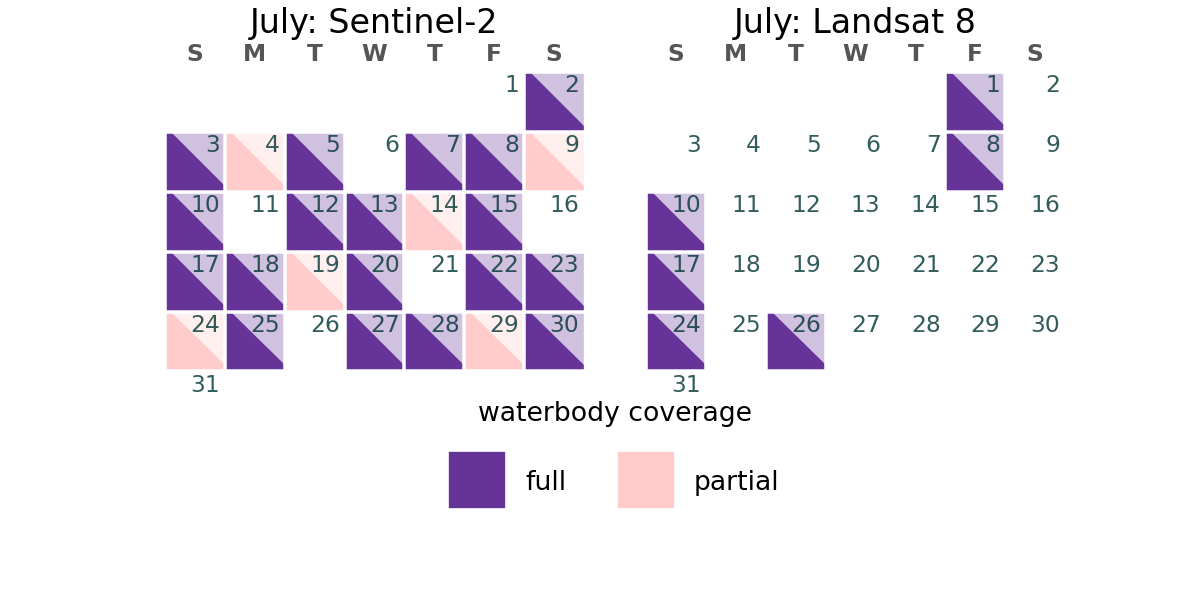 July: Sentinel-2
S M T W T F S
1 2
3 4 5 6 7 8 9
10 11 12 13 14 15 16
17 18 19 20 21 22 23
24 25 26 27 28 29 30
31
July: Landsat 8
S M T W T F S
1 2
3 4 5 6 7 8 9
10 11 12 13 14 15 16
17 18 19 20 21 22 23
24 25 26 27 28 29 30
31
waterbody coverage
full
partial